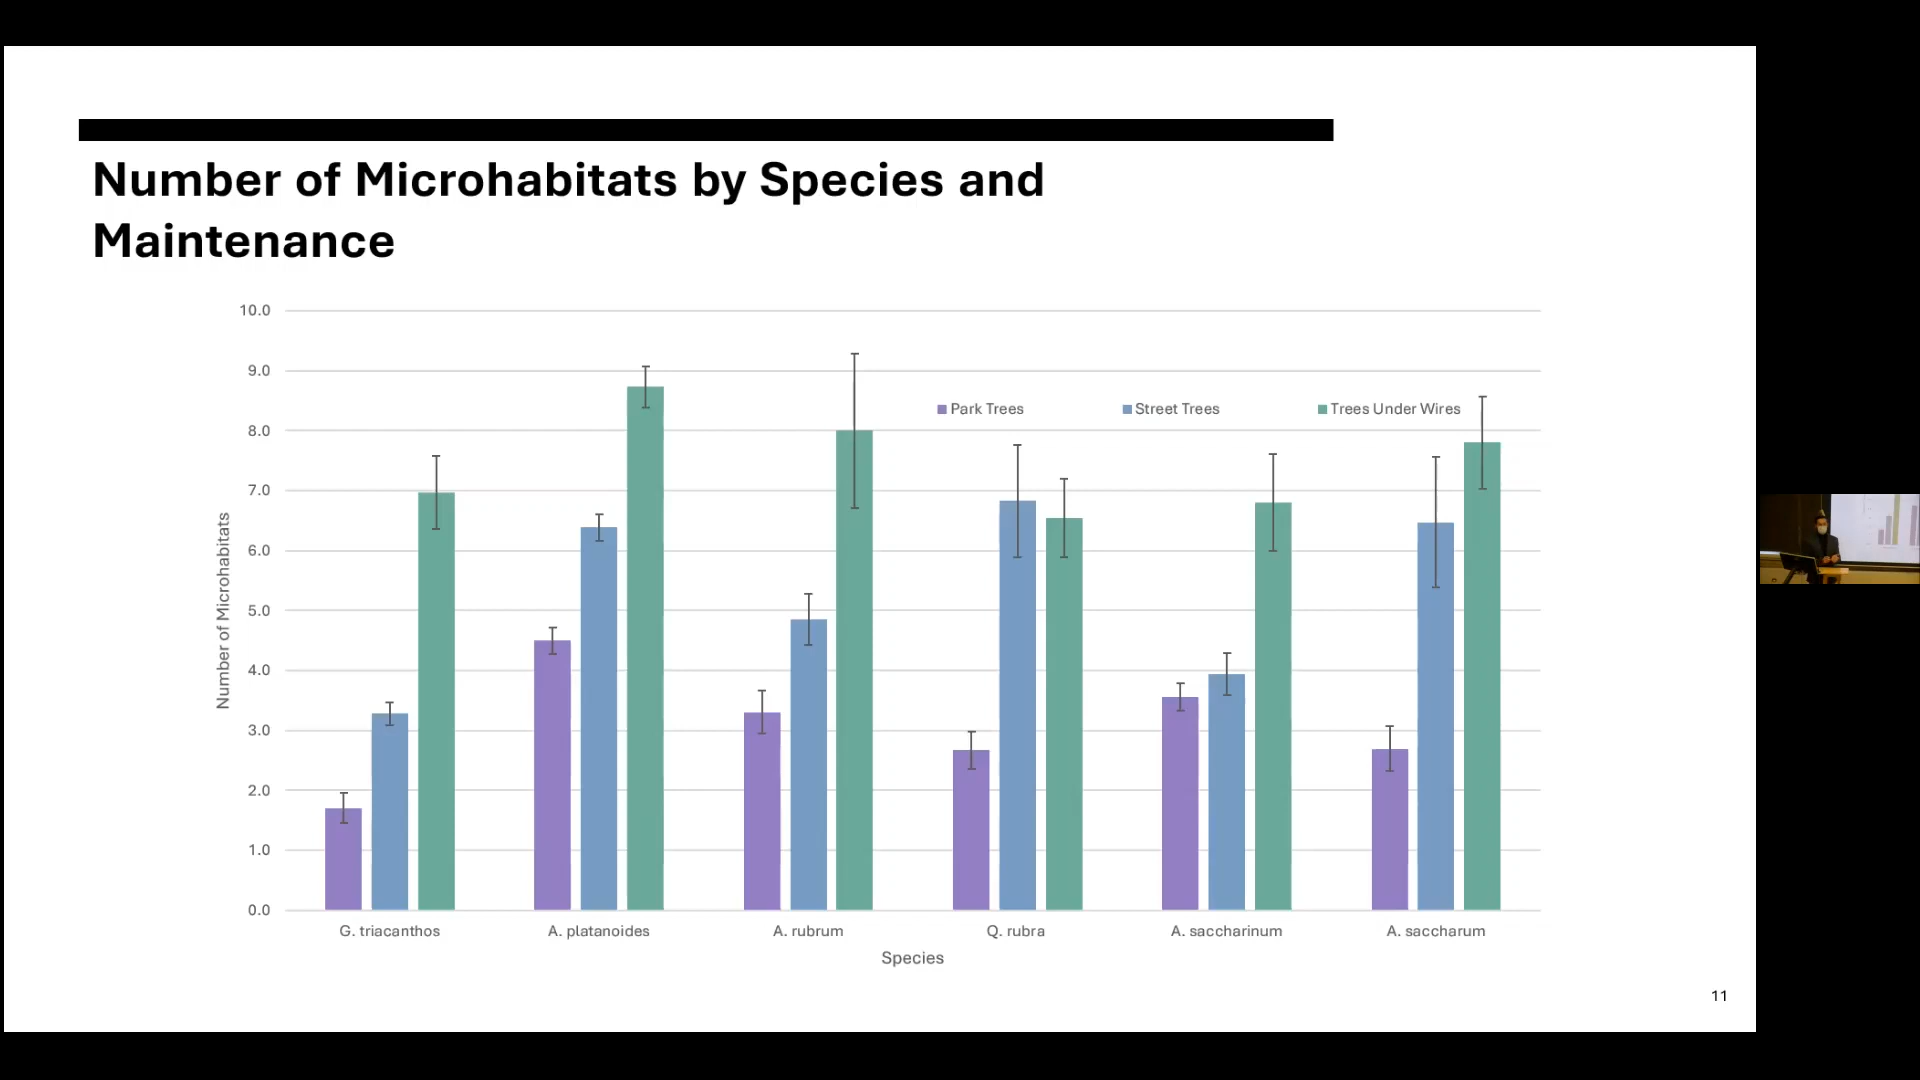 Number of Microhabitats by Species and
Maintenance
10.0
9.0
8.0
7.0
6.0
5.0
4.0
3.0
2.0
1.0
0.0
Number of Microhabitats
Park Trees
Street Trees
Trees Under Wires
G. triacanthos
A. platanoides
A. rubrum
Q. rubra
A. saccharinum
A. saccharum
Species
11